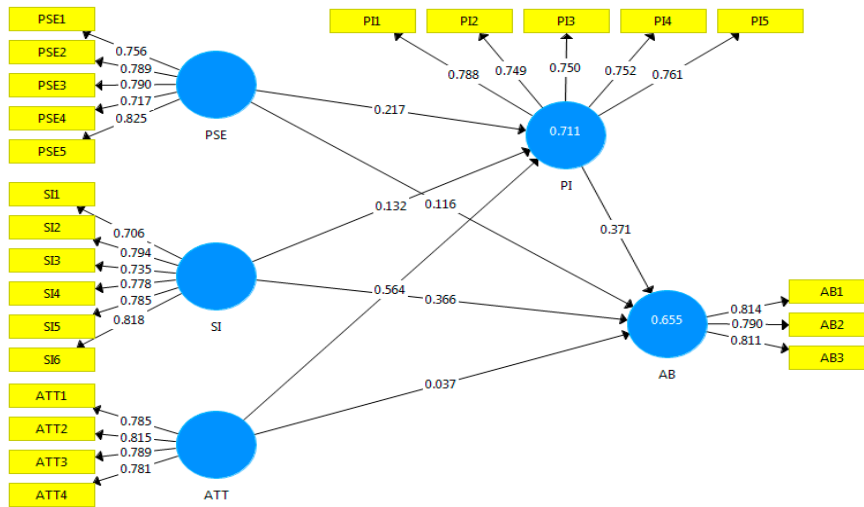 PSE1
PSE2
PSE3
PSE4
PSE5
0.756
0.789
0.790
0.717
0.825
PSE
PI1
PI2
PI3
PI4
PI5
0.788
0.749
0.750
0.752
0.761
0.711
PI
0.217
0.132
0.116
0.371
SI1
SI2
SI3
SI4
SI5
SI6
0.706
0.794
0.735
0.778
0.785
0.818
SI
0.564
0.366
0.037
0.655
AB
0.814
0.790
0.811
AB1
AB2
AB3
ATT1
ATT2
ATT3
ATT4
0.785
0.815
0.789
0.781
ATT